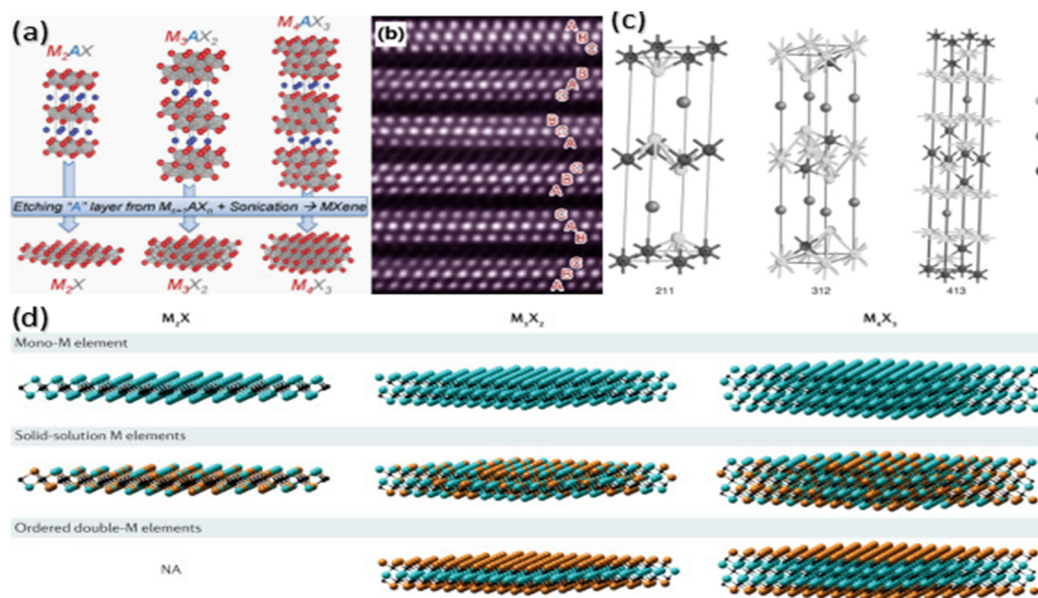 (a)
M₂AX
M₃AX₂
M₄AX₃
Etching "A" layer from Mₙ₊₁AXₙ + Sonication → MXene
M₂X
M₃X₂
M₄X₃
(b)
A
B
C
B
A
C
B
C
A
C
B
A
C
A
B
C
B
A
(c)
211
312
413
(d)
M₂X
M₃X₂
M₄X₃
Mono-M element
Solid-solution M elements
Ordered double-M elements
NA